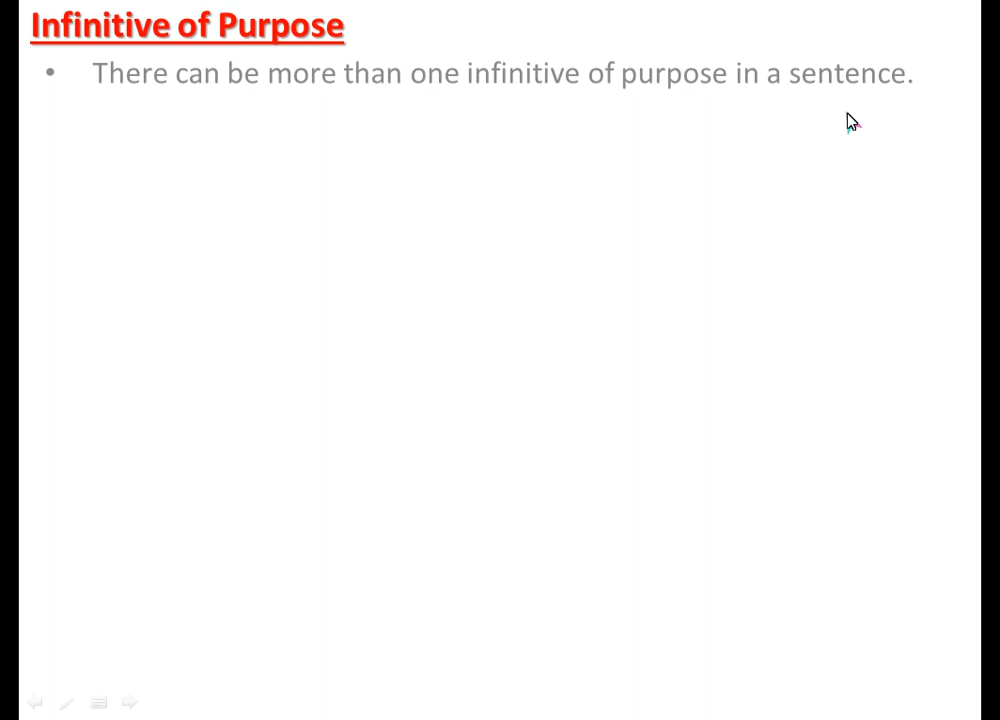 Infinitive of Purpose
• There can be more than one infinitive of purpose in a sentence.